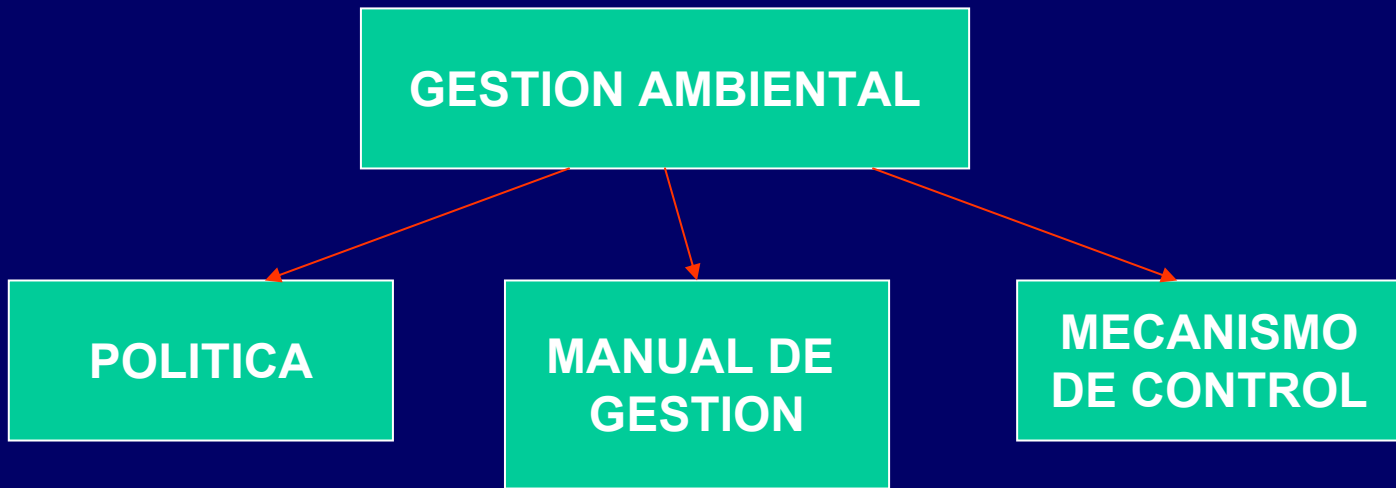 GESTION AMBIENTAL
POLITICA
MANUAL DE
GESTION
MECANISMO
DE CONTROL